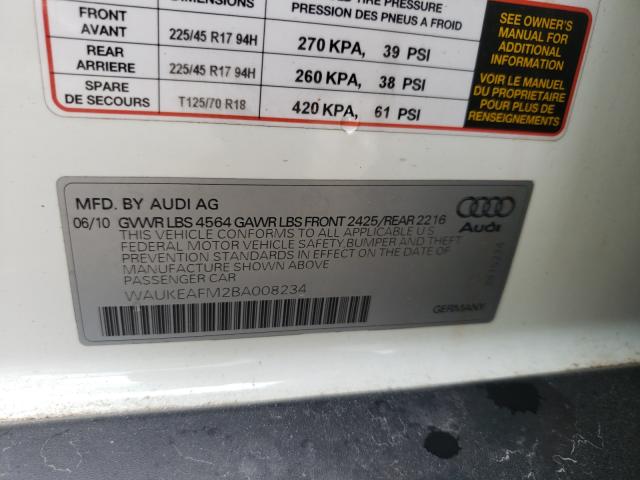 DIMENSIONS
TIRE PRESSURE
PRESSION DES PNEUS A FROID
FRONT
AVANT
225/45 R17 94H
270 KPA, 39 PSI
REAR
ARRIERE
225/45 R17 94H
260 KPA, 38 PSI
SPARE
DE SECOURS
T125/70 R18
420 KPA, 61 PSI
SEE OWNER'S
MANUAL FOR
ADDITIONAL
INFORMATION
VOIR LE MANUEL
DU PROPRIETAIRE
POUR PLUS DE
RENSEIGNEMENTS
MFD. BY AUDI AG
06/10 GVWR LBS 4564 GAWR LBS FRONT 2425/REAR 2216
THIS VEHICLE CONFORMS TO ALL APPLICABLE U.S.
FEDERAL MOTOR VEHICLE SAFETY, BUMPER AND THEFT
PREVENTION STANDARDS IN EFFECT ON THE DATE OF
MANUFACTURE SHOWN ABOVE
PASSENGER CAR
WAUKEAFM2BA008234
Audi
GERMANY